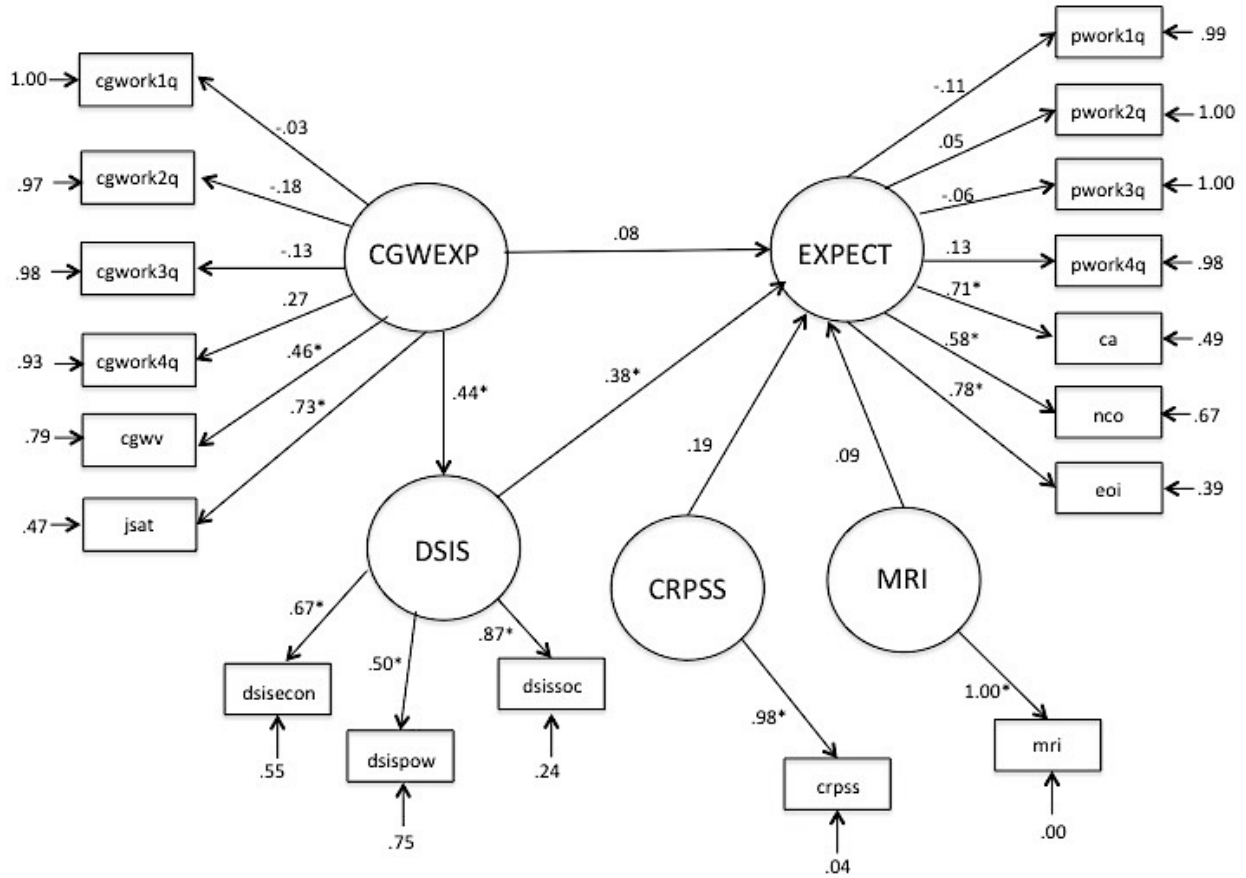 1.00
cgwork1q
-.03
.97
cgwork2q
-.18
.98
cgwork3q
-.13
.93
cgwork4q
.27
.79
cgwv
.46*
.47
jsat
.73*
CGWEXP
.08
EXPECT
-.11
pwork1q
.99
.05
pwork2q
1.00
-.06
pwork3q
1.00
.13
pwork4q
.98
.71*
ca
.49
.58*
nco
.67
.78*
eoi
.39
.44*
.38*
.19
.09
DSIS
CRPSS
MRI
.67*
dsisecon
.55
.50*
dsispow
.75
.87*
dsissoc
.24
.98*
crpss
.04
1.00*
mri
.00